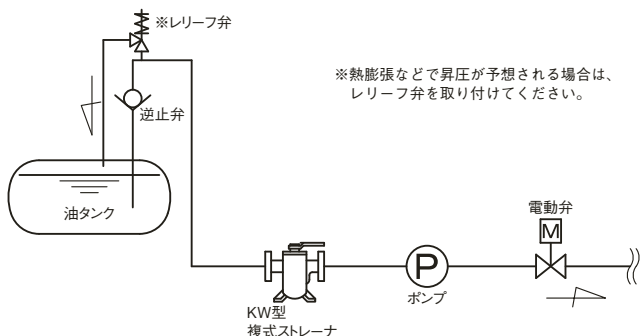 ※レリーフ弁
※熱膨張などで昇圧が予想される場合は、
レリーフ弁を取り付けてください。
逆止弁
油タンク
電動弁
M
P
ポンプ
KW型
複式ストレーナ